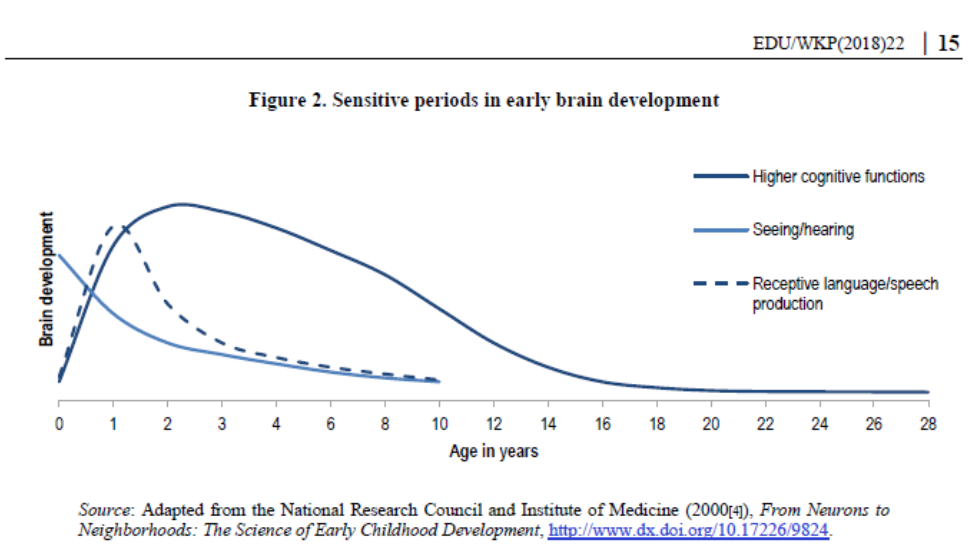 EDU/WKP(2018)22 | 15
Figure 2. Sensitive periods in early brain development
Higher cognitive functions
Seeing/hearing
Receptive language/speech
production
Brain development
0 1 2 3 4 6 8 10 12 14 16 18 20 22 24 26 28
Age in years
Source: Adapted from the National Research Council and Institute of Medicine (2000[4]), From Neurons to
Neighborhoods: The Science of Early Childhood Development, http://www.dx.doi.org/10.17226/9824.